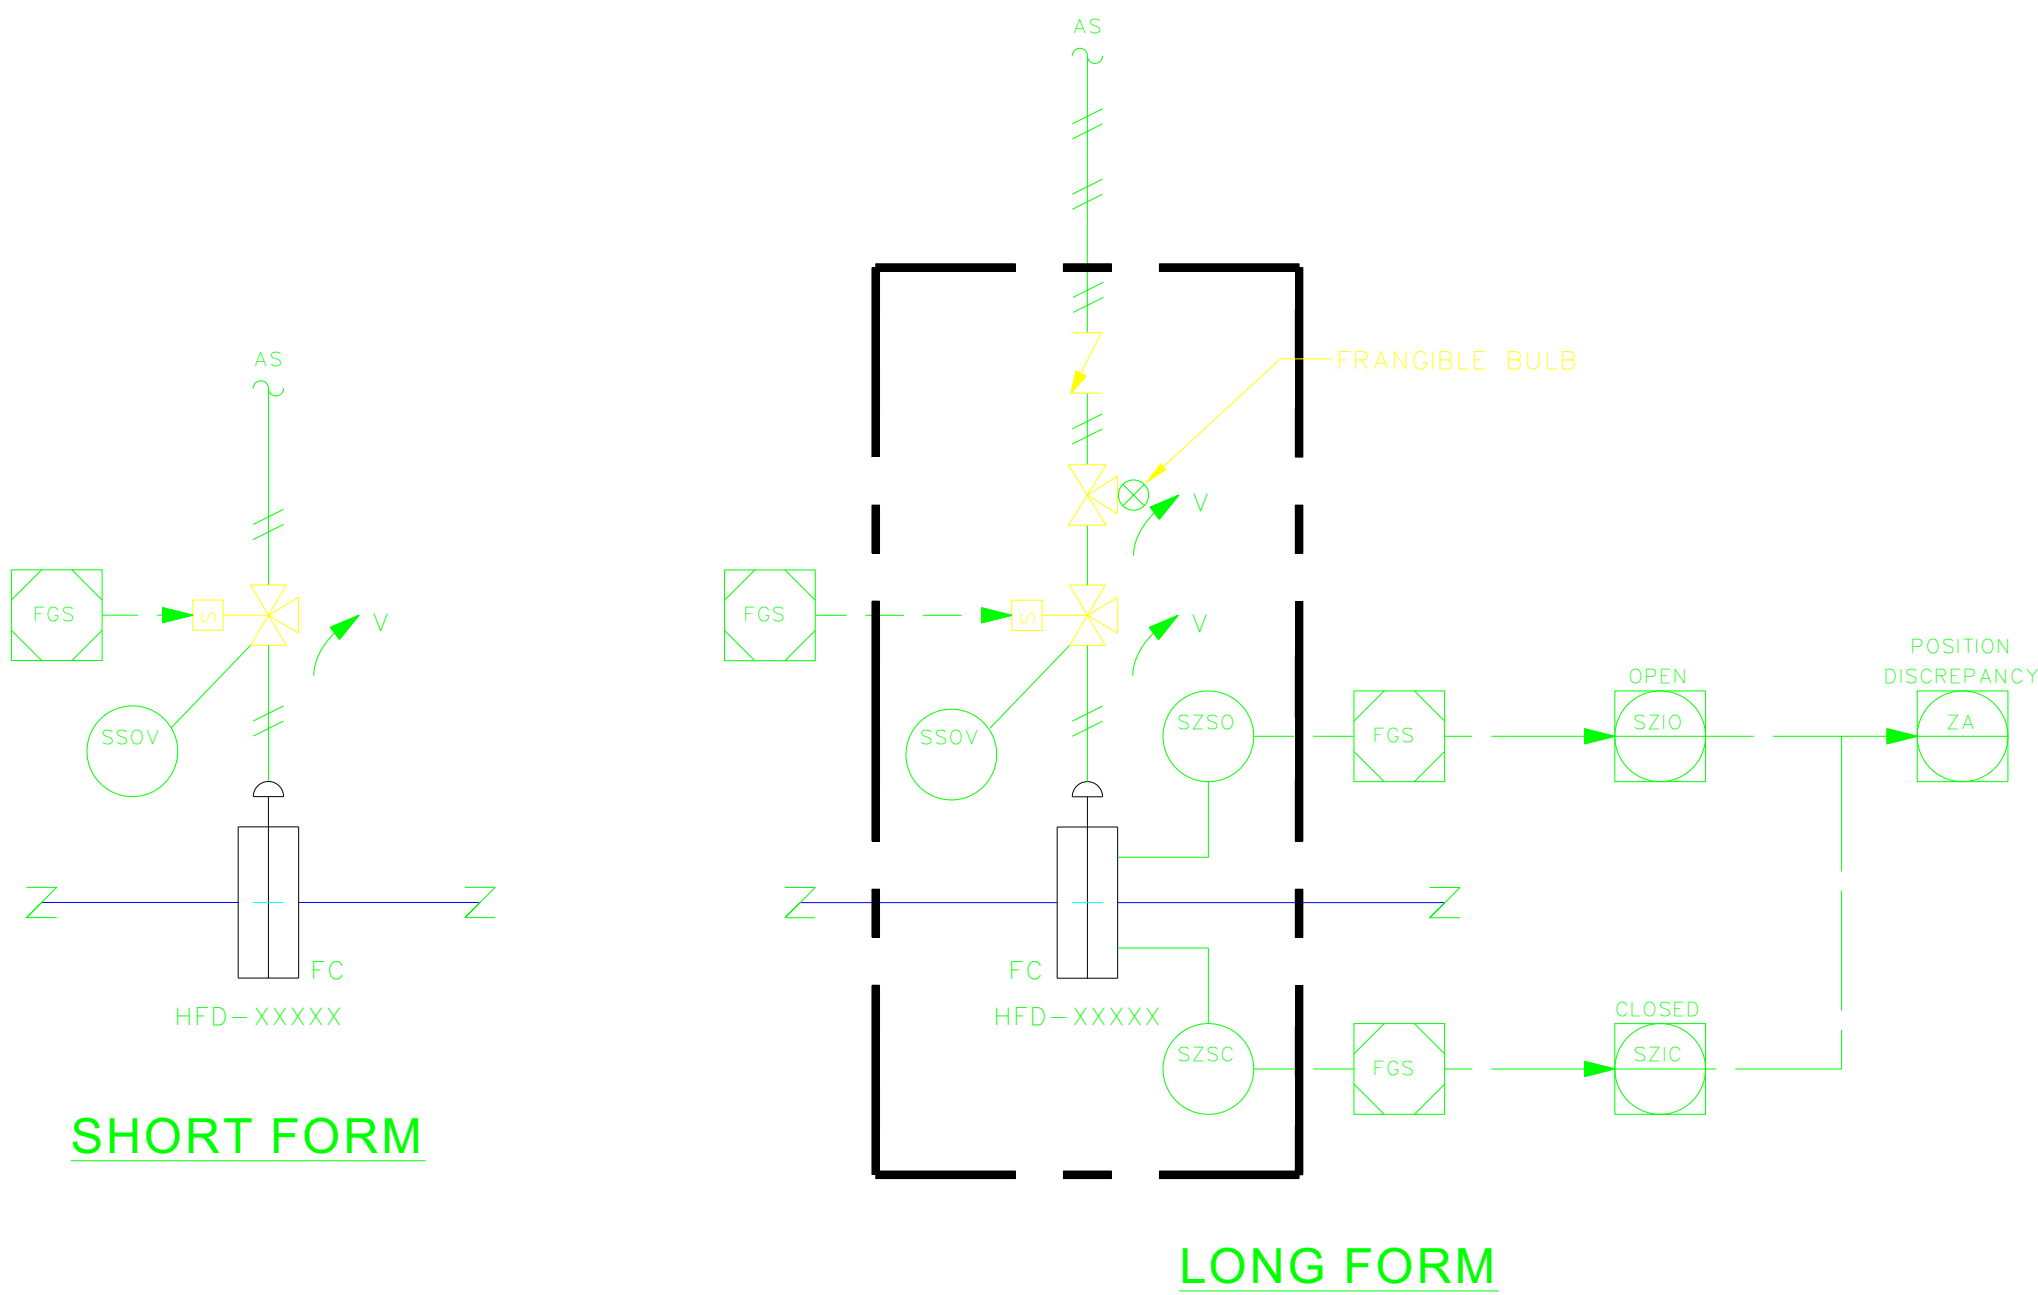 AS
S
FGS
V
SSOV
FC
HFD-XXXXX
SHORT FORM
AS
FRANGIBLE BULB
V
FGS
S
V
SSOV
SZSO
FGS
OPEN
SZIO
POSITION
DISCREPANCY
ZA
FC
HFD-XXXXX
SZSC
FGS
CLOSED
SZIC
LONG FORM